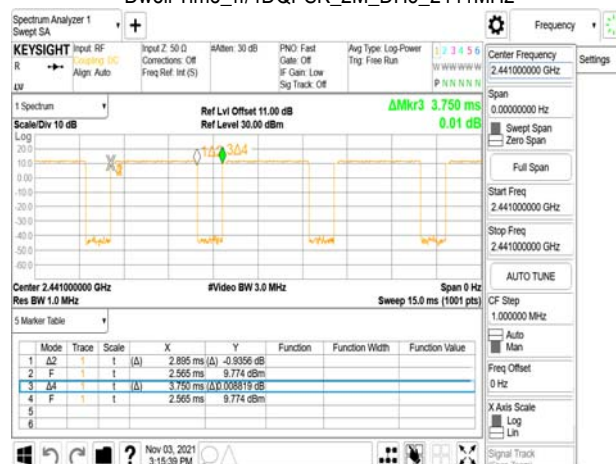 Spectrum Analyzer 1
Swept SA
+
Frequency
KEYSIGHT
R
Input: RF
Coupling: DC
Align: Auto
Input Z: 50 Ω
Corrections: Off
Freq Ref: Int (S)
#Atten: 30 dB
PNO: Fast
Gate: Off
IF Gain: Low
Sig Track: Off
Avg Type: Log-Power
Trig: Free Run
1 2 3 4 5 6
W W W W W W
P N N N N N
Center Frequency
2.441000000 GHz
Settings
Span
0.00000000 Hz
Swept Span
Zero Span
Full Span
Start Freq
2.441000000 GHz
Stop Freq
2.441000000 GHz
AUTO TUNE
CF Step
1.000000 MHz
Auto
Man
Freq Offset
0 Hz
X Axis Scale
Log
Lin
Signal Track
1 Spectrum
Scale/Div 10 dB
Log
Ref Lvl Offset 11.00 dB
Ref Level 30.00 dBm
ΔMkr3 3.750 ms
0.01 dB
20.0
10.0
0.00
-10.0
-20.0
-30.0
-40.0
-50.0
-60.0
1Δ2
3Δ4
Center 2.441000000 GHz
Res BW 1.0 MHz
#Video BW 3.0 MHz
Span 0 Hz
Sweep 15.0 ms (1001 pts)
5 Marker Table
Mode Trace Scale X Y Function Function Width Function Value
1 Δ2 1 t (Δ) 2.895 ms (Δ) -0.9356 dB
2 F 1 t 2.565 ms 9.774 dBm
3 Δ4 1 t (Δ) 3.750 ms (Δ) 0.008819 dB
4 F 1 t 2.565 ms 9.774 dBm
5
6
?
Nov 03, 2021
3:15:39 PM